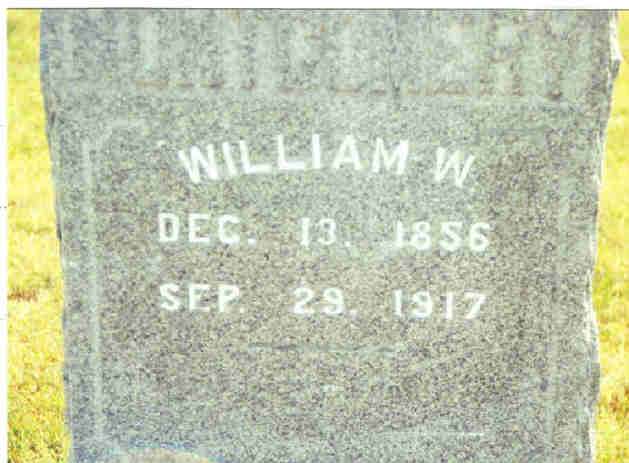 WILLIAM W.
DEC. 13. 1856
SEP. 29. 1917